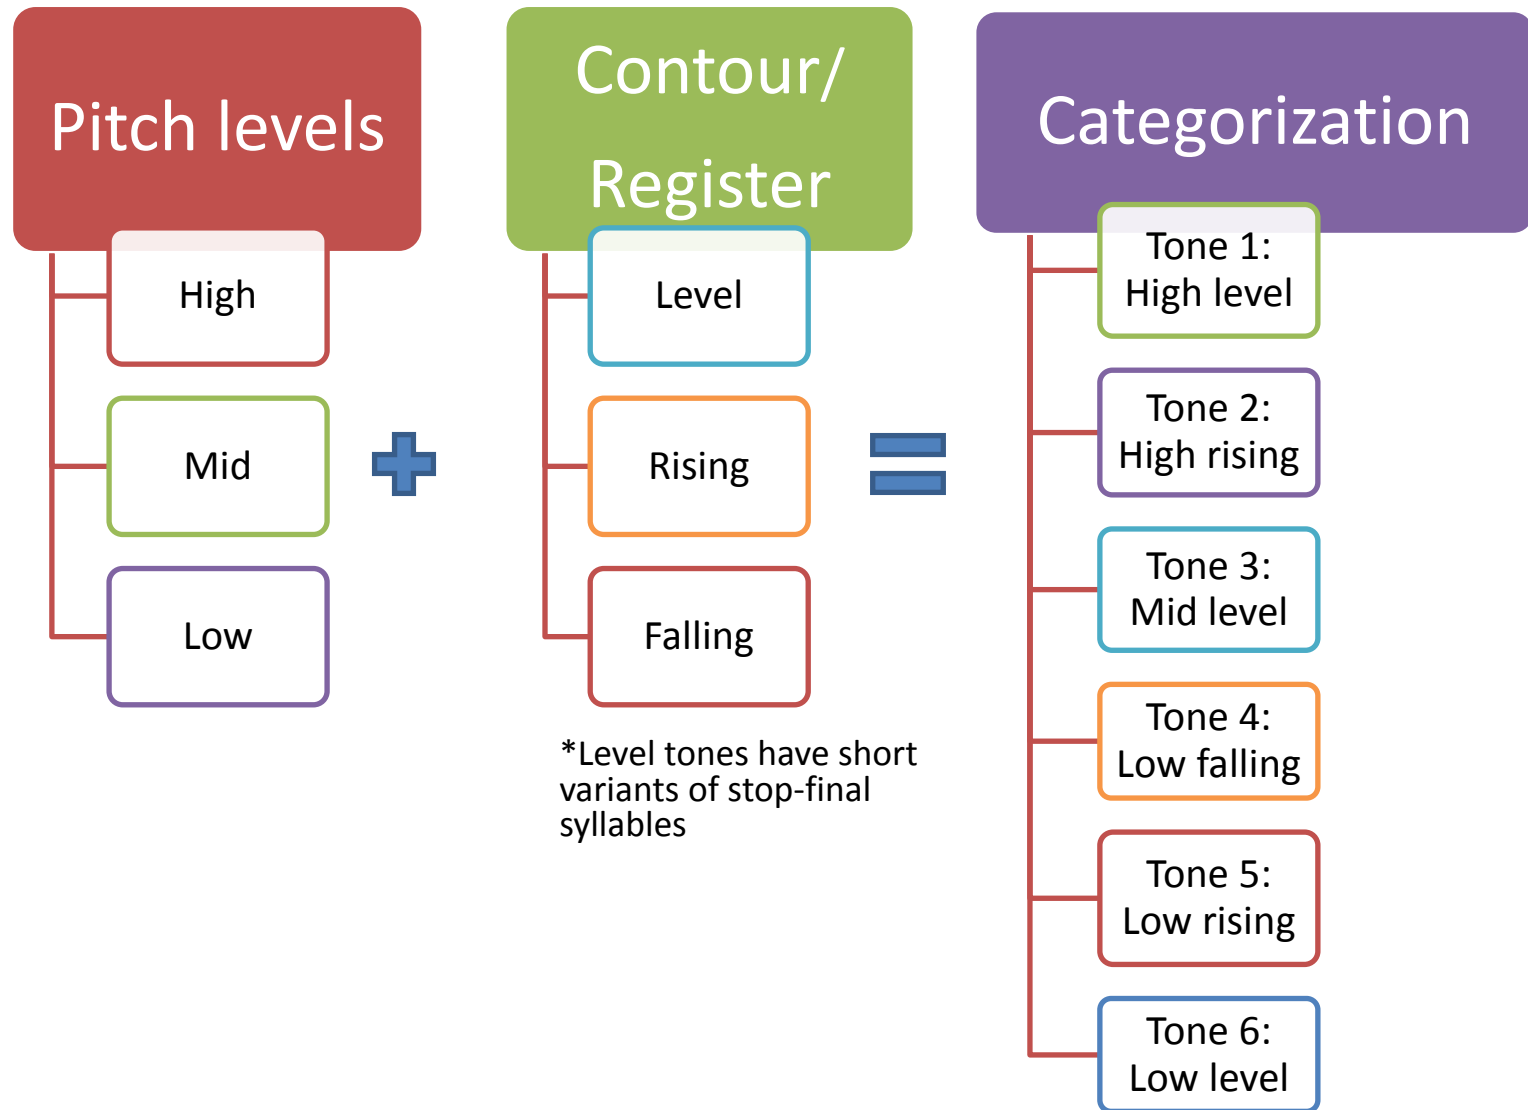 Pitch levels
High
Mid
Low
Contour/
Register
Level
Rising
Falling
*Level tones have short
variants of stop-final
syllables
Categorization
Tone 1:
High level
Tone 2:
High rising
Tone 3:
Mid level
Tone 4:
Low falling
Tone 5:
Low rising
Tone 6:
Low level